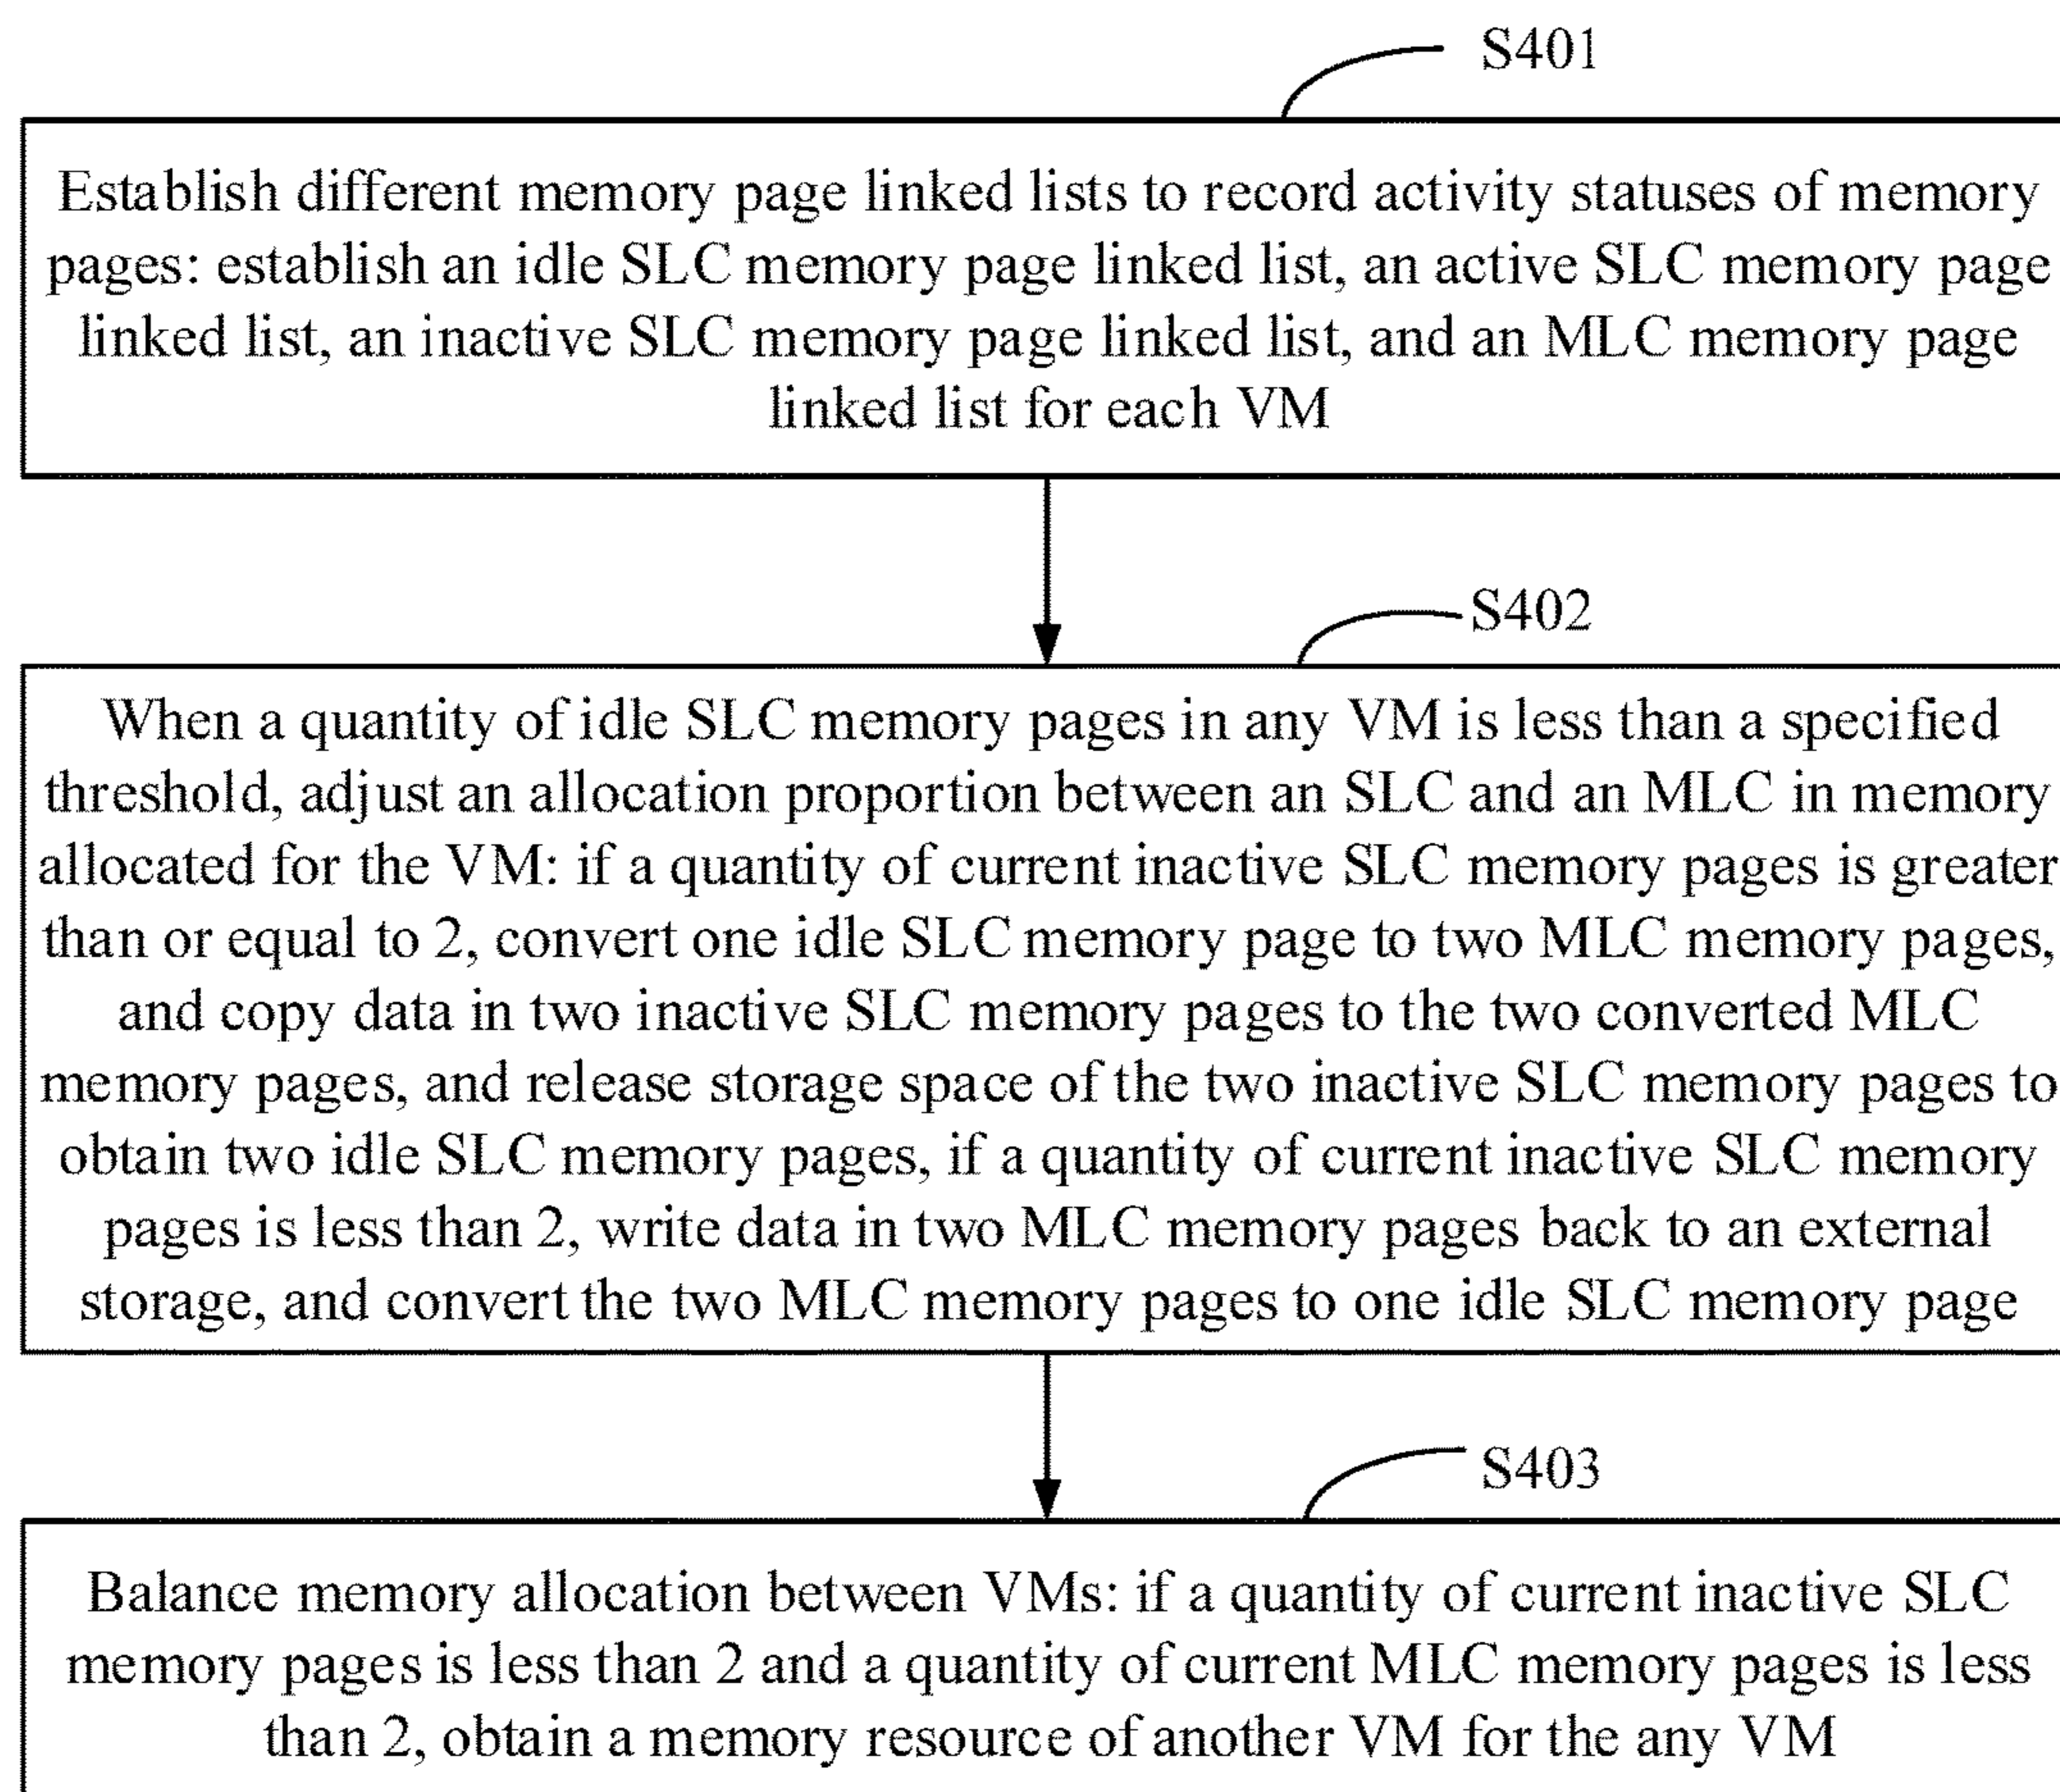 S401
Establish different memory page linked lists to record activity statuses of memory
pages: establish an idle SLC memory page linked list, an active SLC memory page
linked list, an inactive SLC memory page linked list, and an MLC memory page
linked list for each VM
S402
When a quantity of idle SLC memory pages in any VM is less than a specified
threshold, adjust an allocation proportion between an SLC and an MLC in memory
allocated for the VM: if a quantity of current inactive SLC memory pages is greater
than or equal to 2, convert one idle SLC memory page to two MLC memory pages,
and copy data in two inactive SLC memory pages to the two converted MLC
memory pages, and release storage space of the two inactive SLC memory pages to
obtain two idle SLC memory pages, if a quantity of current inactive SLC memory
pages is less than 2, write data in two MLC memory pages back to an external
storage, and convert the two MLC memory pages to one idle SLC memory page
S403
Balance memory allocation between VMs: if a quantity of current inactive SLC
memory pages is less than 2 and a quantity of current MLC memory pages is less
than 2, obtain a memory resource of another VM for the any VM